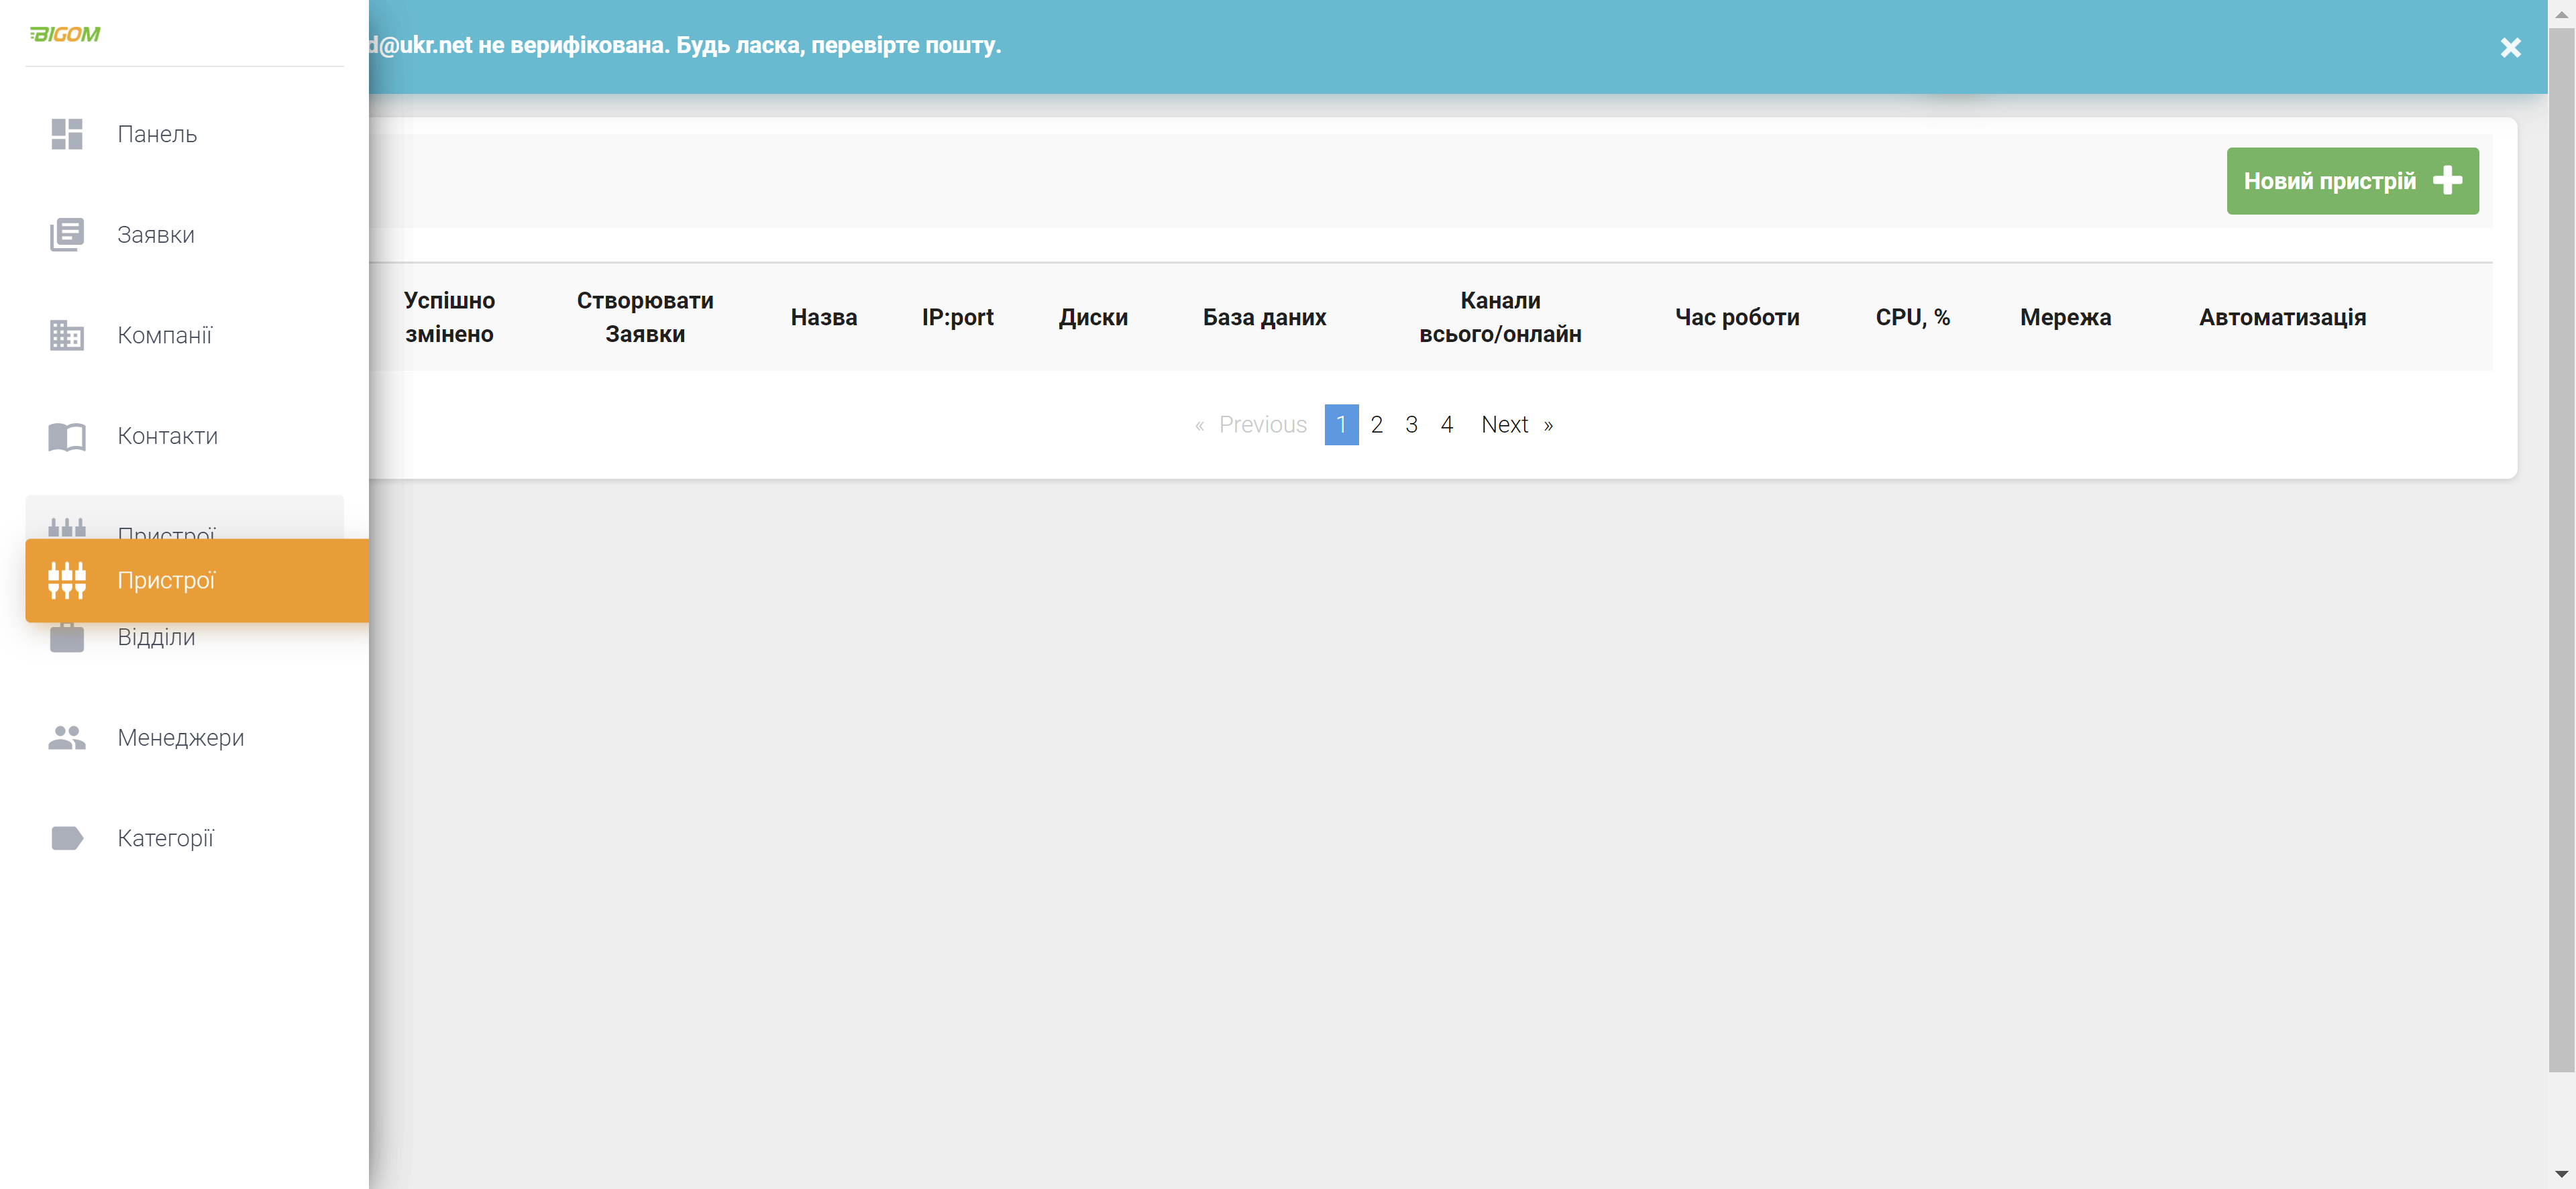 BIGOM
d@ukr.net не верифікована. Будь ласка, перевірте пошту.
Панель
Заявки
Компанії
Контакти
Пристрої
Пристрої
Відділи
Менеджери
Категорії
Новий пристрій
Успішно змінено
Створювати Заявки
Назва
IP:port
Диски
База даних
Канали всього/онлайн
Час роботи
CPU, %
Мережа
Автоматизація
« Previous 1 2 3 4 Next »